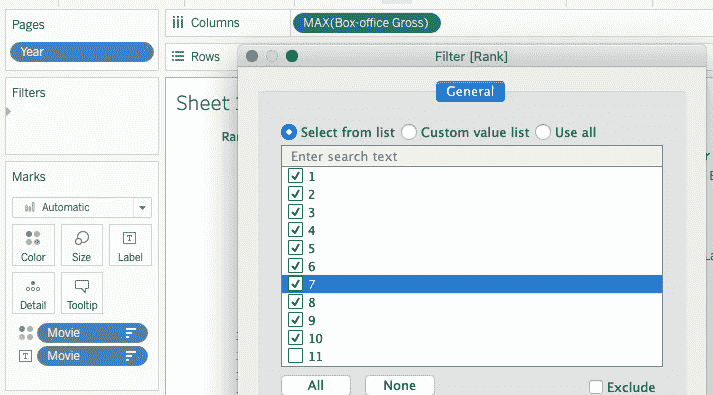 Pages
Year
Columns
MAX(Box-office Gross)
Rows
Filter [Rank]
Filters
Sheet
General
Select from list
Custom value list
Use all
Enter search text
1
2
3
4
5
6
7
8
9
10
11
Marks
Automatic
Color
Size
Label
Detail
Tooltip
Movie
Movie
All
None
Exclude